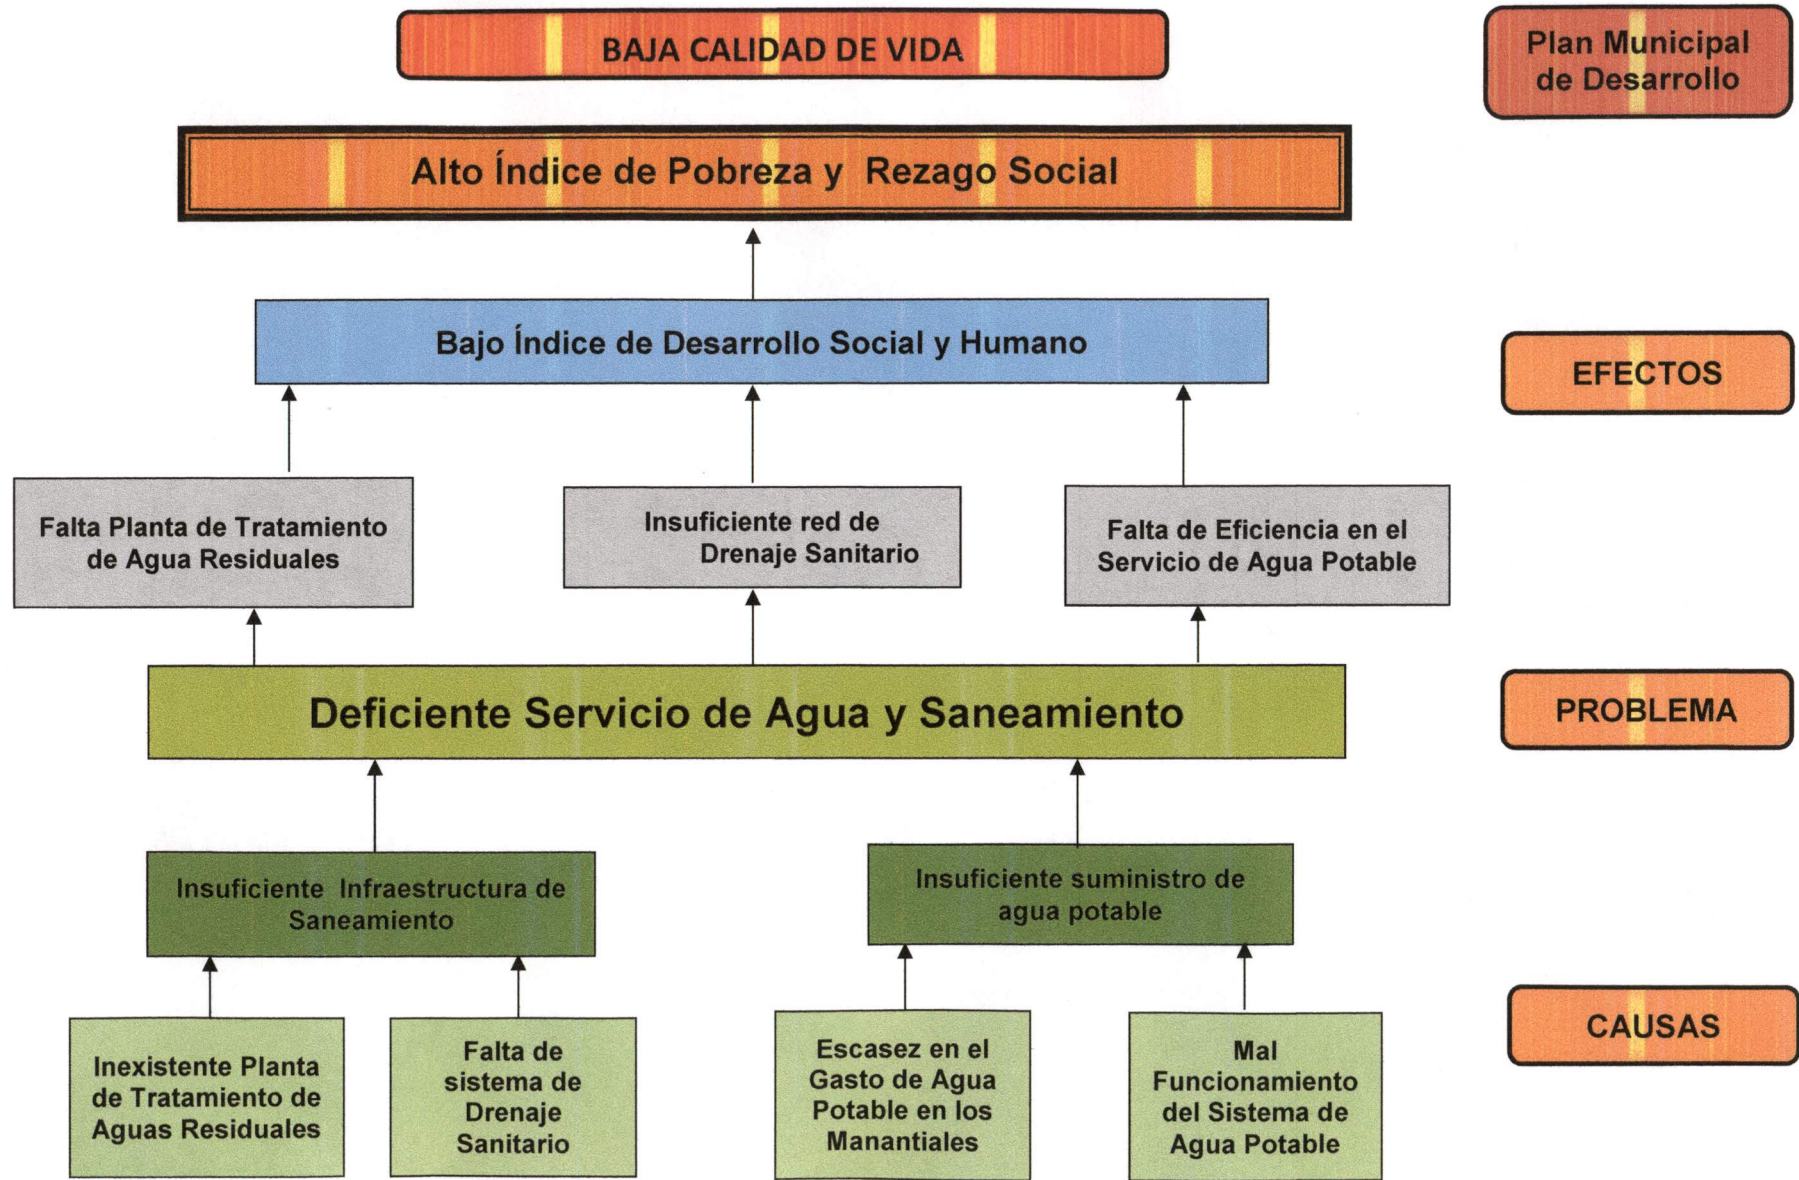 BAJA CALIDAD DE VIDA
Plan Municipal
de Desarrollo
Alto Índice de Pobreza y Rezago Social
Bajo Índice de Desarrollo Social y Humano
EFECTOS
Falta Planta de Tratamiento
de Agua Residuales
Insuficiente red de
Drenaje Sanitario
Falta de Eficiencia en el
Servicio de Agua Potable
Deficiente Servicio de Agua y Saneamiento
PROBLEMA
Insuficiente Infraestructura de
Saneamiento
Insuficiente suministro de
agua potable
CAUSAS
Inexistente Planta
de Tratamiento de
Aguas Residuales
Falta de
sistema de
Drenaje
Sanitario
Escasez en el
Gasto de Agua
Potable en los
Manantiales
Mal
Funcionamiento
del Sistema de
Agua Potable